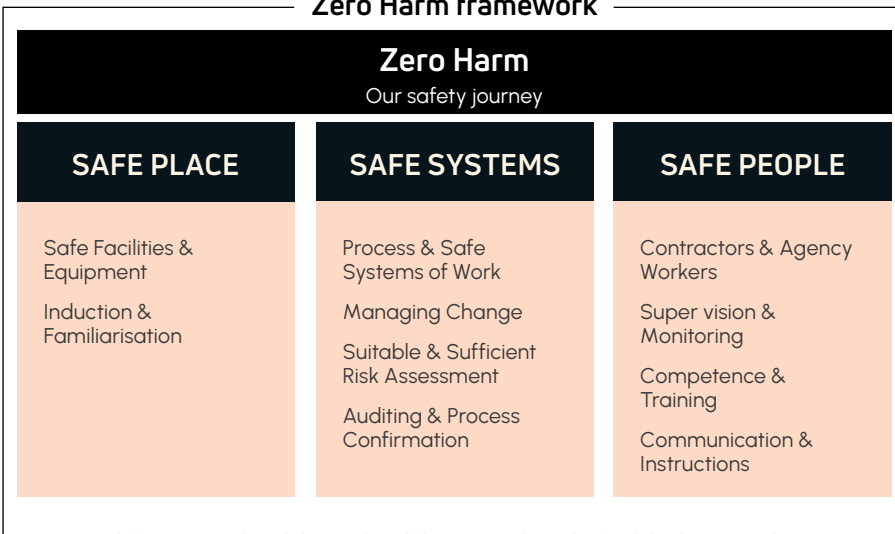 Zero Harm framework
Zero Harm
Our safety journey
SAFE PLACE
Safe Facilities &
Equipment
Induction &
Familiarisation
SAFE SYSTEMS
Process & Safe
Systems of Work
Managing Change
Suitable & Sufficient
Risk Assessment
Auditing & Process
Confirmation
SAFE PEOPLE
Contractors & Agency
Workers
Super vision &
Monitoring
Competence &
Training
Communication &
Instructions